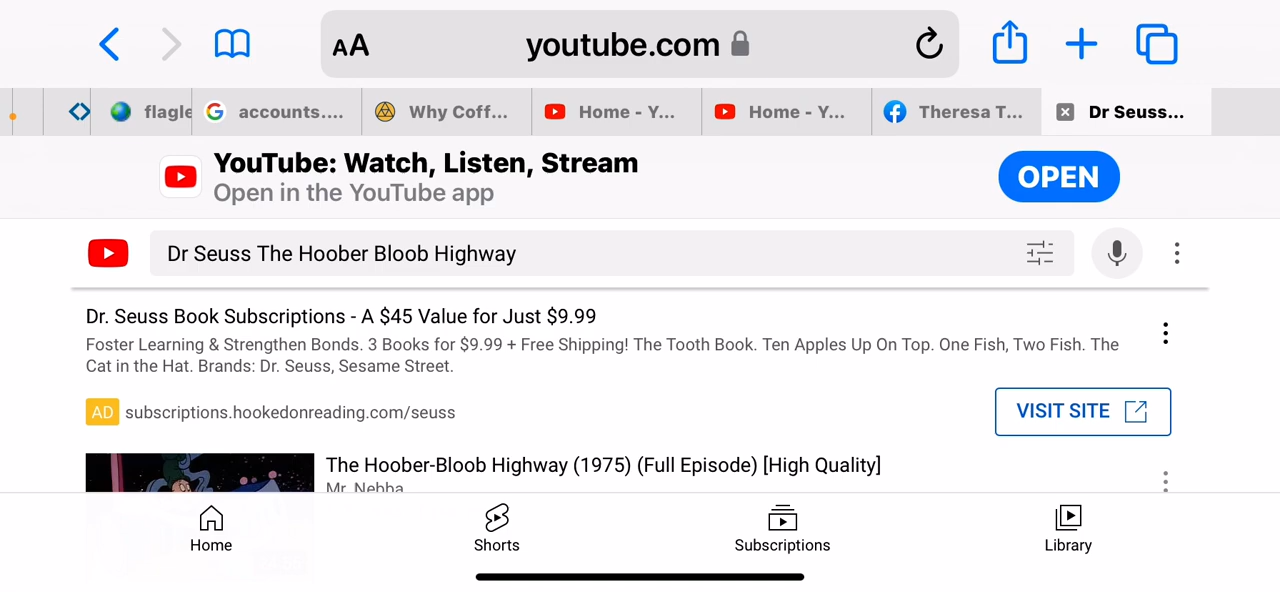 AA youtube.com
flagle accounts.... Why Coff... Home - Y... Home - Y... Theresa T... Dr Seuss...
YouTube: Watch, Listen, Stream
Open in the YouTube app
OPEN
Dr Seuss The Hoober Bloob Highway
Dr. Seuss Book Subscriptions - A $45 Value for Just $9.99
Foster Learning & Strengthen Bonds. 3 Books for $9.99 + Free Shipping! The Tooth Book. Ten Apples Up On Top. One Fish, Two Fish. The
Cat in the Hat. Brands: Dr. Seuss, Sesame Street.
AD subscriptions.hookedonreading.com/seuss
VISIT SITE
The Hoober-Bloob Highway (1975) (Full Episode) [High Quality]
Mr. Nebba
Home Shorts Subscriptions Library